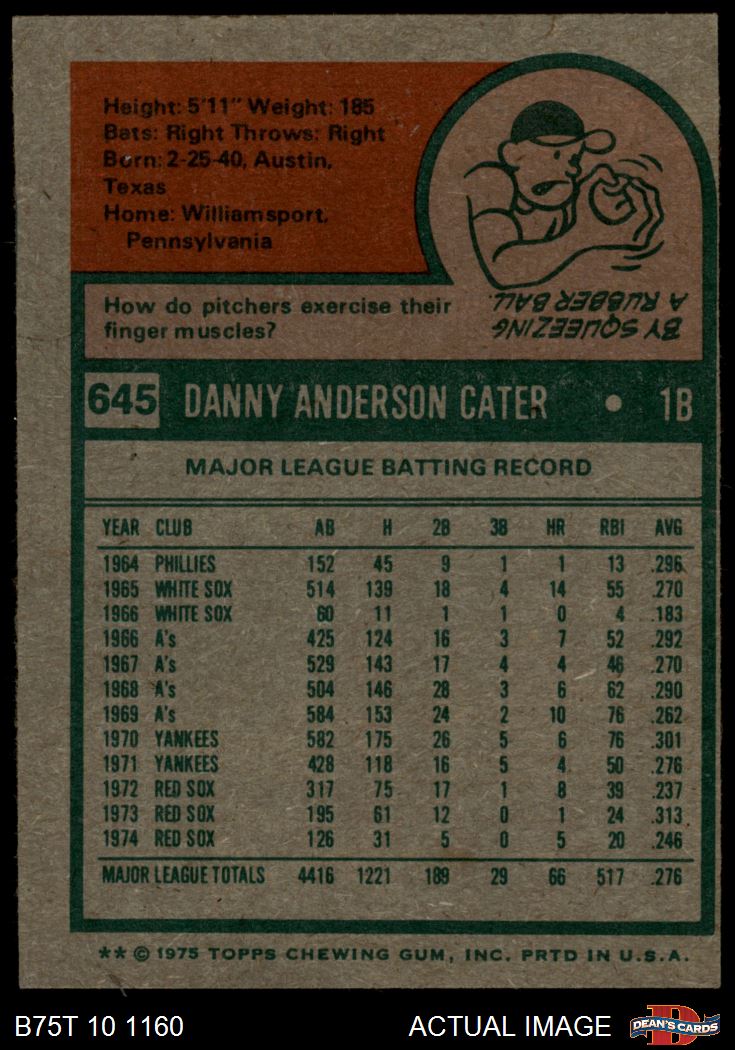 Height: 5'11" Weight: 185
Bats: Right Throws: Right
Born: 2-25-40, Austin,
Texas
Home: Williamsport,
Pennsylvania
How do pitchers exercise their
finger muscles?
BY SQUEEZING
A RUBBER BALL.
645 DANNY ANDERSON CATER • 1B
MAJOR LEAGUE BATTING RECORD
YEAR CLUB AB H 2B 3B HR RBI AVG
1964 PHILLIES 152 45 9 1 1 13 .296
1965 WHITE SOX 514 139 18 4 14 55 .270
1966 WHITE SOX 60 11 1 1 0 4 .183
1966 A's 425 124 16 3 7 52 .292
1967 A's 529 143 17 4 4 46 .270
1968 A's 504 146 28 3 6 62 .290
1969 A's 584 153 24 2 10 76 .262
1970 YANKEES 582 175 26 5 6 76 .301
1971 YANKEES 428 118 16 5 4 50 .276
1972 RED SOX 317 75 17 1 8 39 .237
1973 RED SOX 195 61 12 0 1 24 .313
1974 RED SOX 126 31 5 0 5 20 .246
MAJOR LEAGUE TOTALS 4416 1221 189 29 66 517 .276
** © 1975 TOPPS CHEWING GUM, INC. PRTD IN U.S.A.
B75T 10 1160 ACTUAL IMAGE DEAN'S CARDS